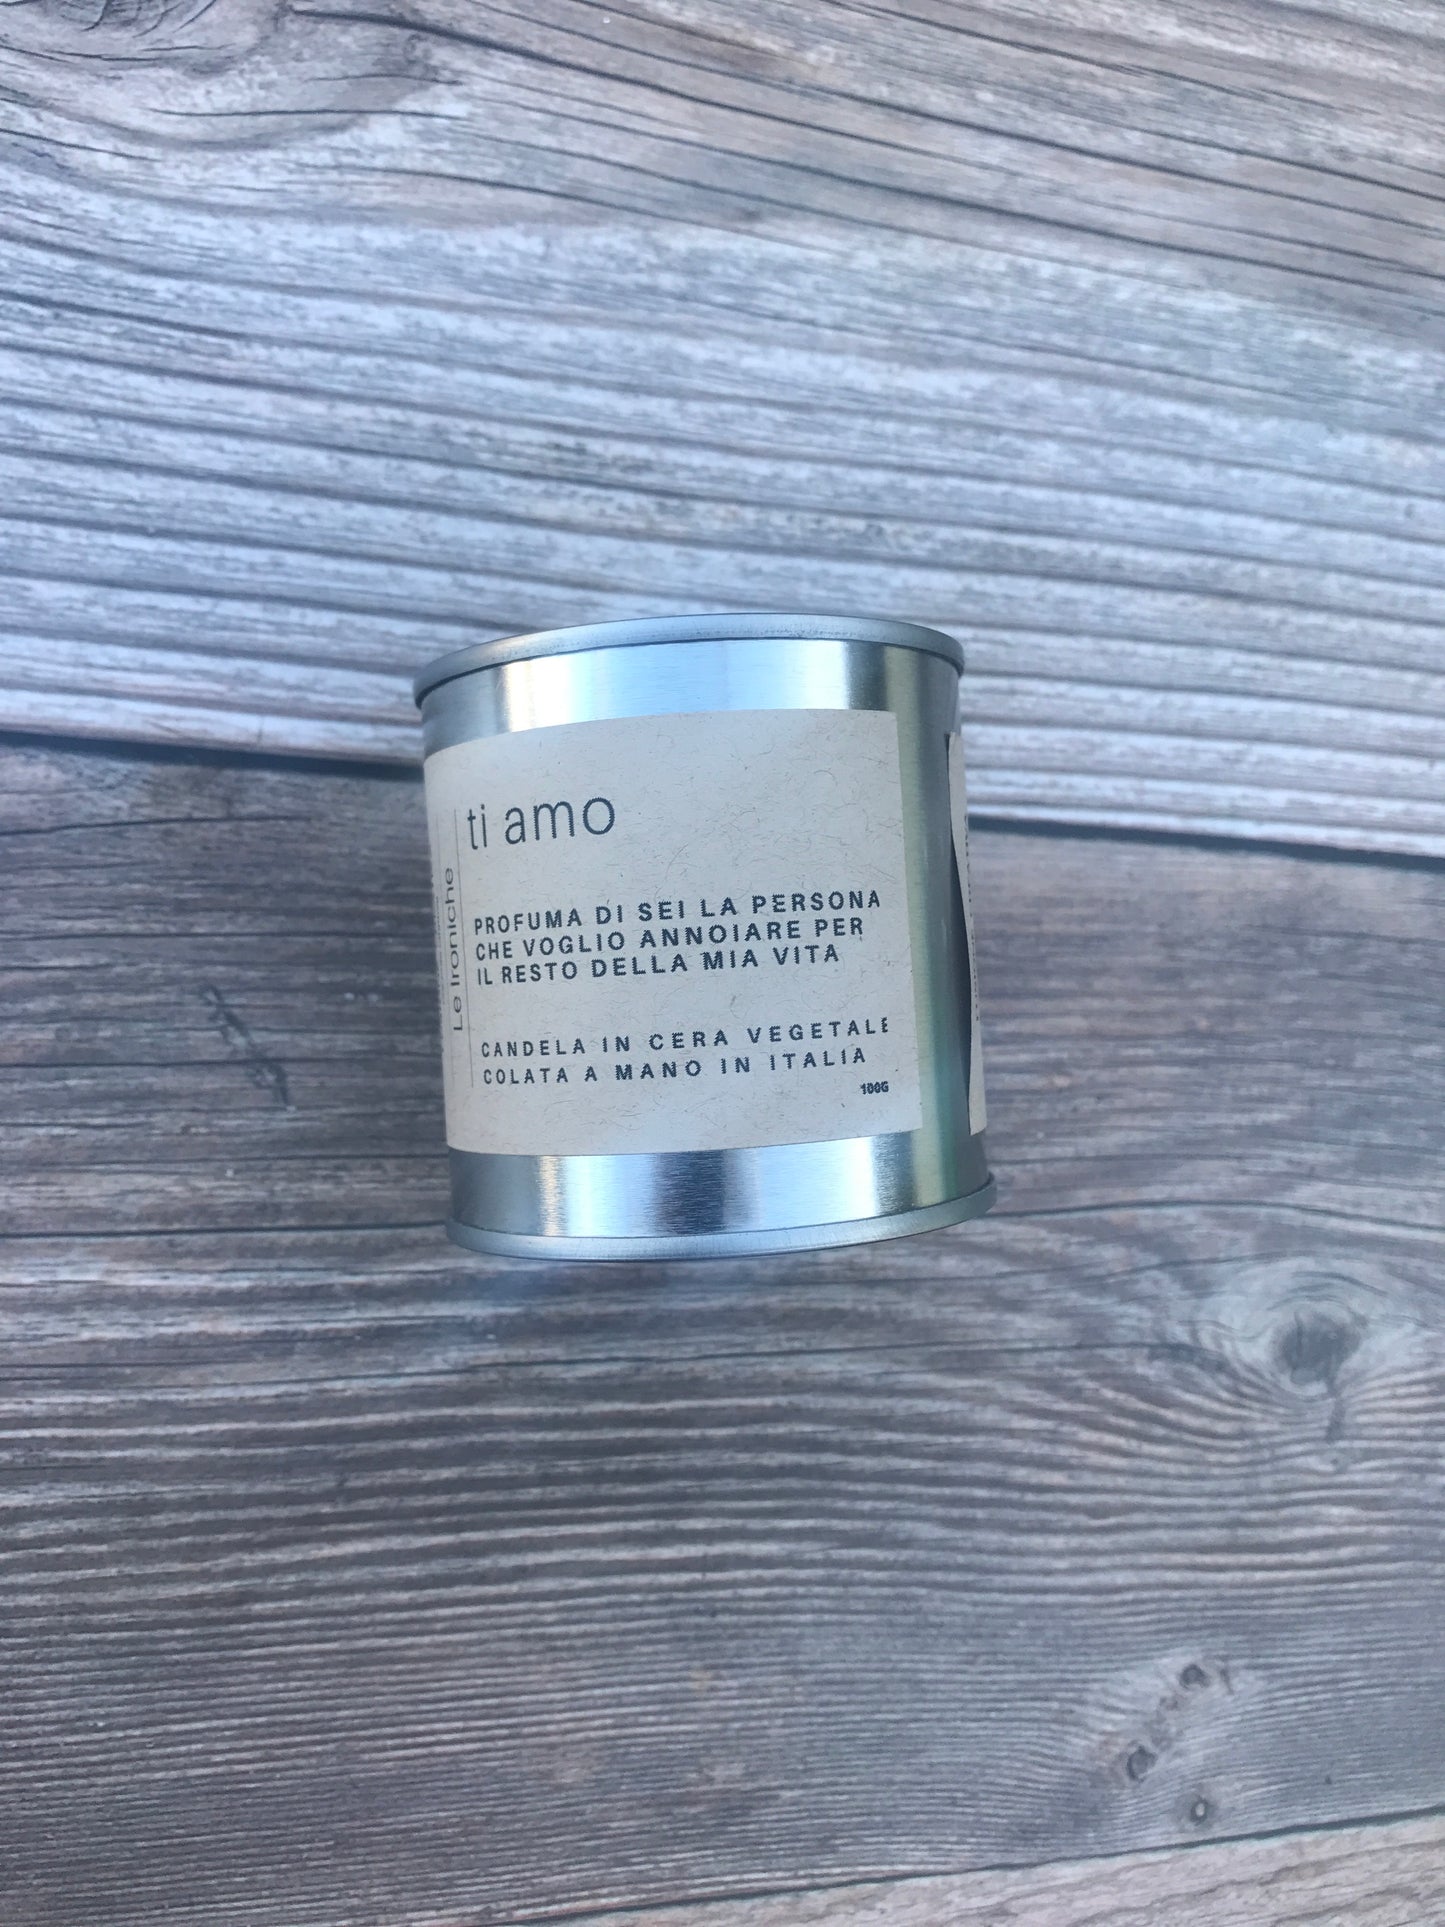 Le Ironiche
ti amo
PROFUMA DI SEI LA PERSONA
CHE VOGLIO ANNOIARE PER
IL RESTO DELLA MIA VITA
CANDELA IN CERA VEGETALE
COLATA A MANO IN ITALIA
100G